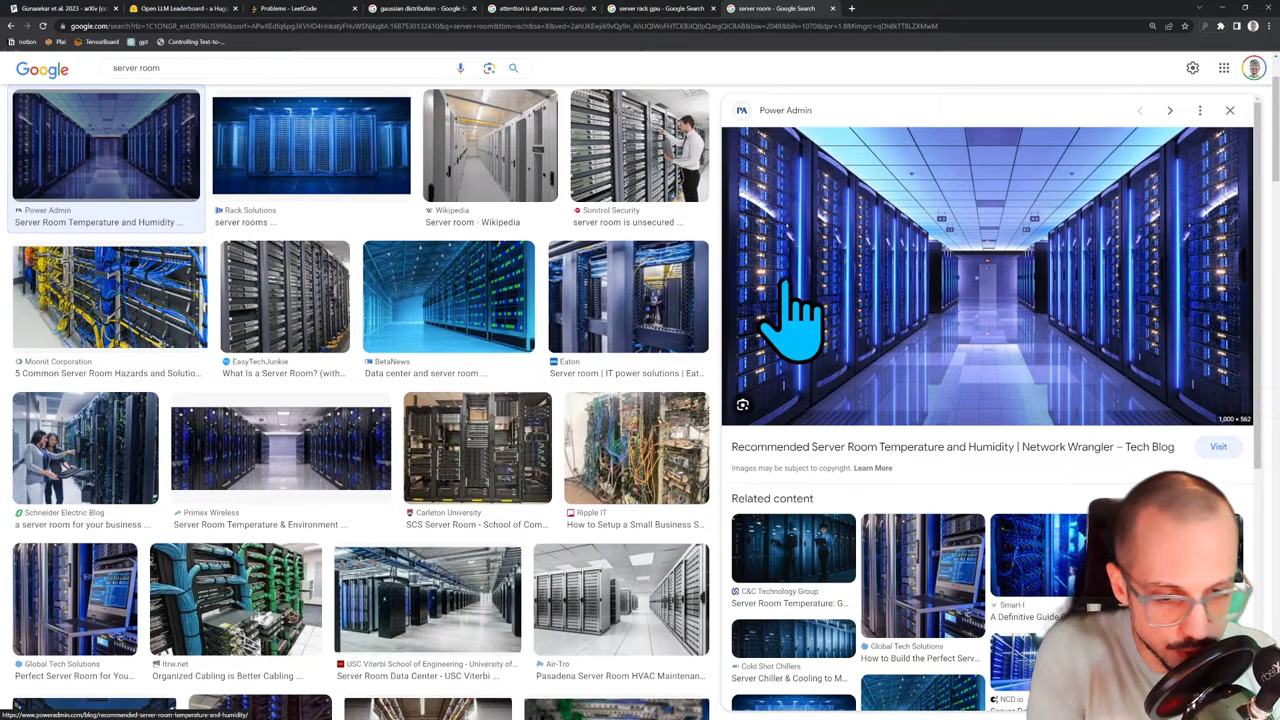 Gunasekar et al. 2023 - arXiv [cs
Open LLM Leaderboard - a Hug
Problems - LeetCode
gaussian distribution - Google S
attention is all you need - Googl
server rack gpu - Google Search
server room - Google Search
notion
Plai
TensorBoard
gpt
Controlling Text-to-...
Google
server room
Power Admin
Server Room Temperature and Humidity ...
Rack Solutions
server rooms ...
Wikipedia
Server room - Wikipedia
Sonitrol Security
server room is unsecured ...
PA
Power Admin
1,000 × 562
Recommended Server Room Temperature and Humidity | Network Wrangler – Tech Blog
Visit
Images may be subject to copyright. Learn More
Monnit Corporation
5 Common Server Room Hazards and Solutio...
EasyTechJunkie
What Is a Server Room? (with...
BetaNews
Data center and server room ...
Eaton
Server room | IT power solutions | Eat...
Schneider Electric Blog
a server room for your business ...
Primex Wireless
Server Room Temperature & Environment ...
Carleton University
SCS Server Room - School of Com...
Ripple IT
How to Setup a Small Business S...
Related content
C&C Technology Group
Server Room Temperature: G...
Global Tech Solutions
How to Build the Perfect Serv...
Smart-I
A Definitive Guide
Cold Shot Chillers
Server Chiller & Cooling to M...
NCD.io
Global Tech Solutions
Perfect Server Room for You...
ltrw.net
Organized Cabling is Better Cabling ...
USC Viterbi School of Engineering - University of...
Server Room Data Center - USC Viterbi ...
Air-Tro
Pasadena Server Room HVAC Maintenan...
https://www.poweradmin.com/blog/recommended-server-room-temperature-and-humidity/